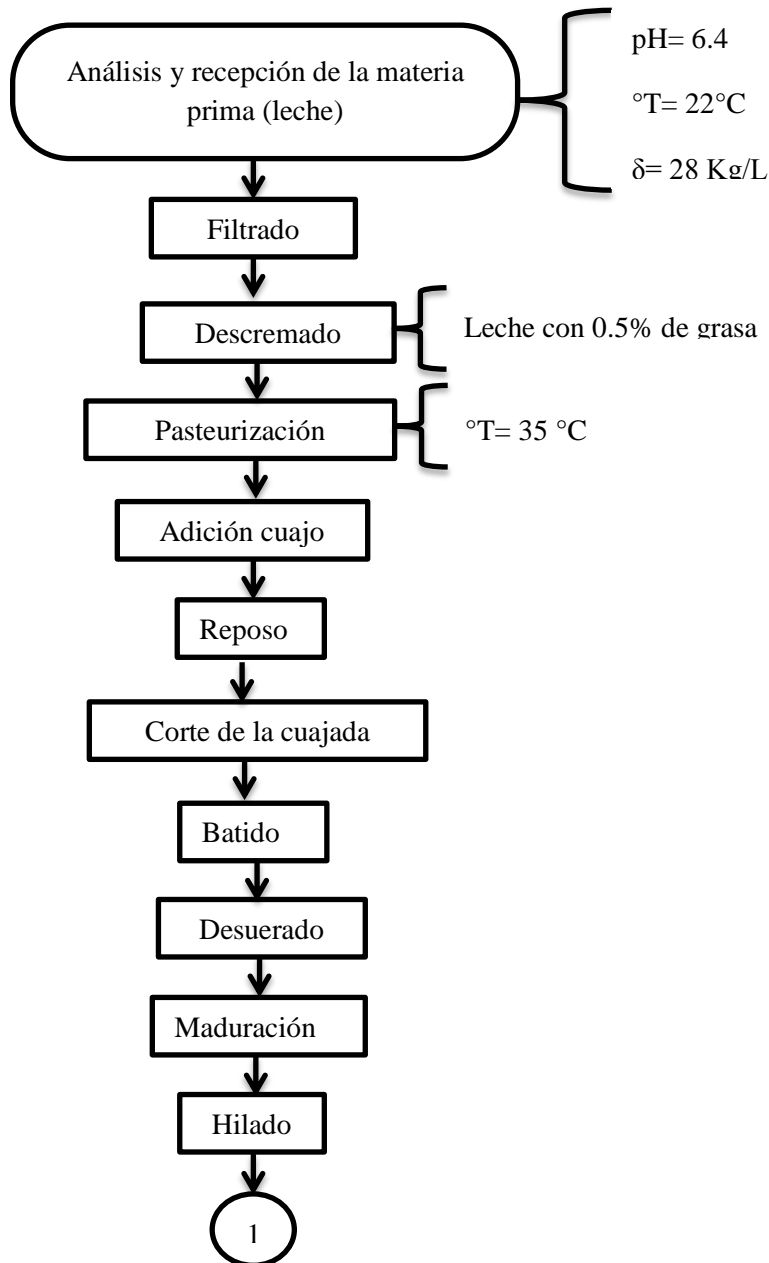 Análisis y recepción de la materia
prima (leche)
pH= 6.4
°T= 22°C
δ= 28 Kg/L
Filtrado
Descremado
Leche con 0.5% de grasa
Pasteurización
°T= 35 °C
Adición cuajo
Reposo
Corte de la cuajada
Batido
Desuerado
Maduración
Hilado
1